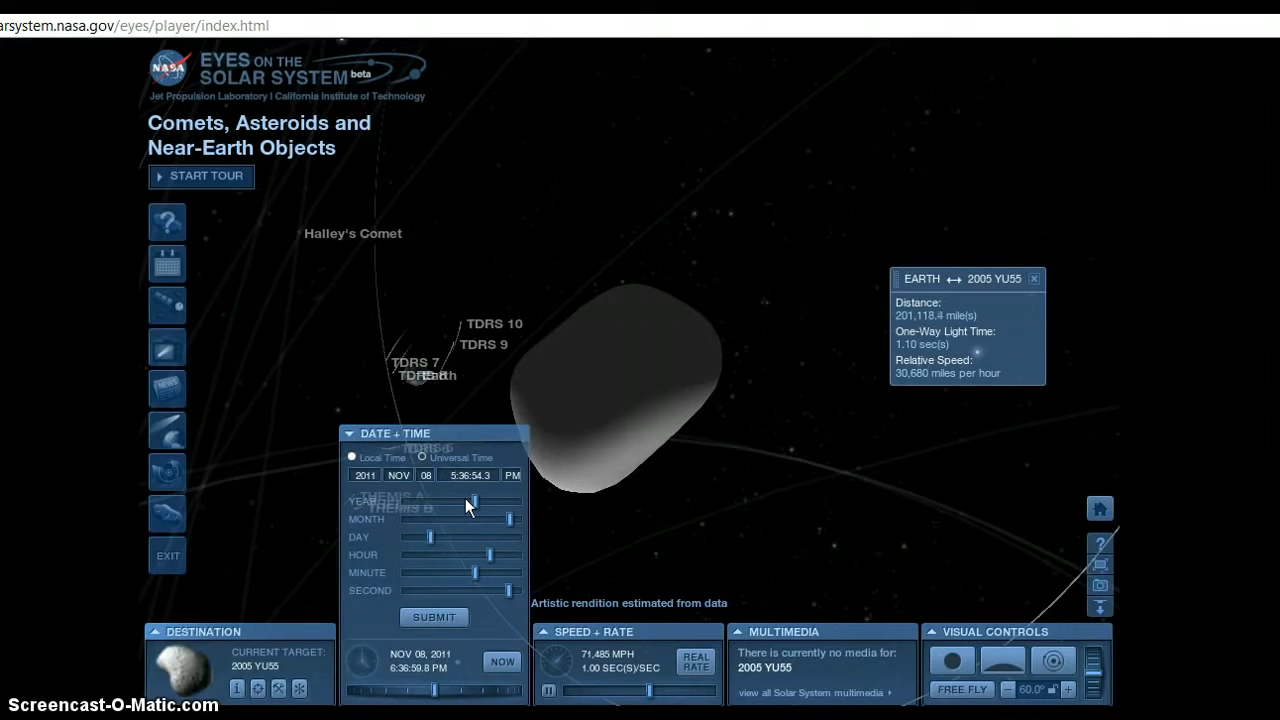 arsystem.nasa.gov/eyes/player/index.html
NASA
EYES ON THE
SOLAR SYSTEM beta
Jet Propulsion Laboratory | California Institute of Technology
Comets, Asteroids and
Near-Earth Objects
START TOUR
Halley's Comet
EARTH ↔ 2005 YU55
Distance:
201,118.4 mile(s)
One-Way Light Time:
1.10 sec(s)
Relative Speed:
30,680 miles per hour
TDRS 10
TDRS 9
TDRS 7
NEWS
DATE + TIME
Local Time Universal Time
2011 NOV 08 5:36:54.3 PM
THEMIS A
YEAR
THEMIS B
MONTH
DAY
HOUR
MINUTE
SECOND
SUBMIT
EXIT
Artistic rendition estimated from data
DESTINATION
CURRENT TARGET:
2005 YU55
NOV 08, 2011
6:36:59.8 PM
NOW
SPEED + RATE
71,485 MPH
1.00 SEC(S)/SEC
REAL
RATE
MULTIMEDIA
There is currently no media for:
2005 YU55
view all Solar System multimedia
VISUAL CONTROLS
FREE FLY
60.0°
Screencast-O-Matic.com